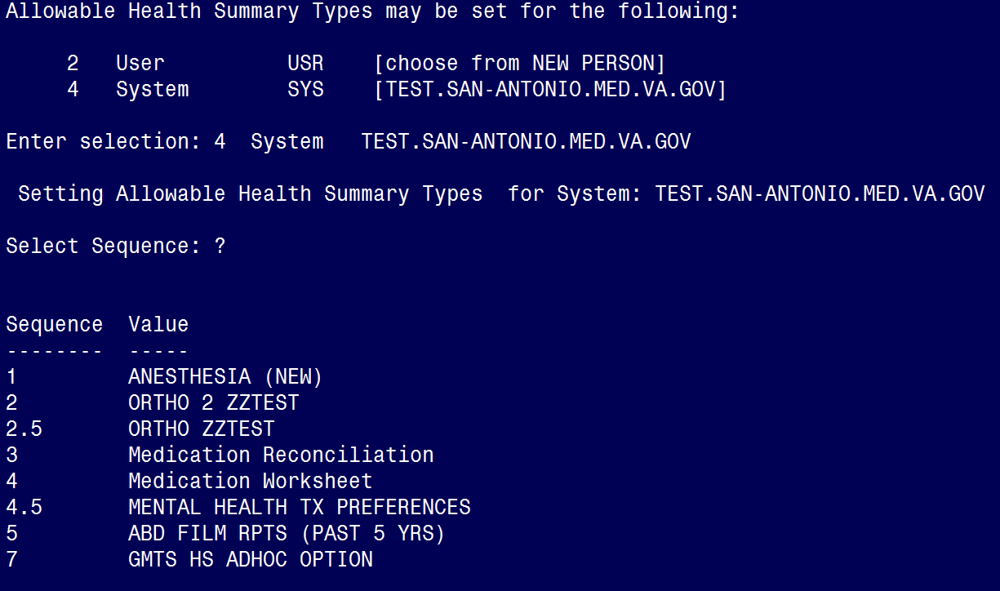 Allowable Health Summary Types may be set for the following:
2 User USR [choose from NEW PERSON]
4 System SYS [TEST.SAN-ANTONIO.MED.VA.GOV]
Enter selection: 4 System TEST.SAN-ANTONIO.MED.VA.GOV
Setting Allowable Health Summary Types for System: TEST.SAN-ANTONIO.MED.VA.GOV
Select Sequence: ?
Sequence Value
-------- -----
1 ANESTHESIA (NEW)
2 ORTHO 2 ZZTEST
2.5 ORTHO ZZTEST
3 Medication Reconciliation
4 Medication Worksheet
4.5 MENTAL HEALTH TX PREFERENCES
5 ABD FILM RPTS (PAST 5 YRS)
7 GMTS HS ADHOC OPTION